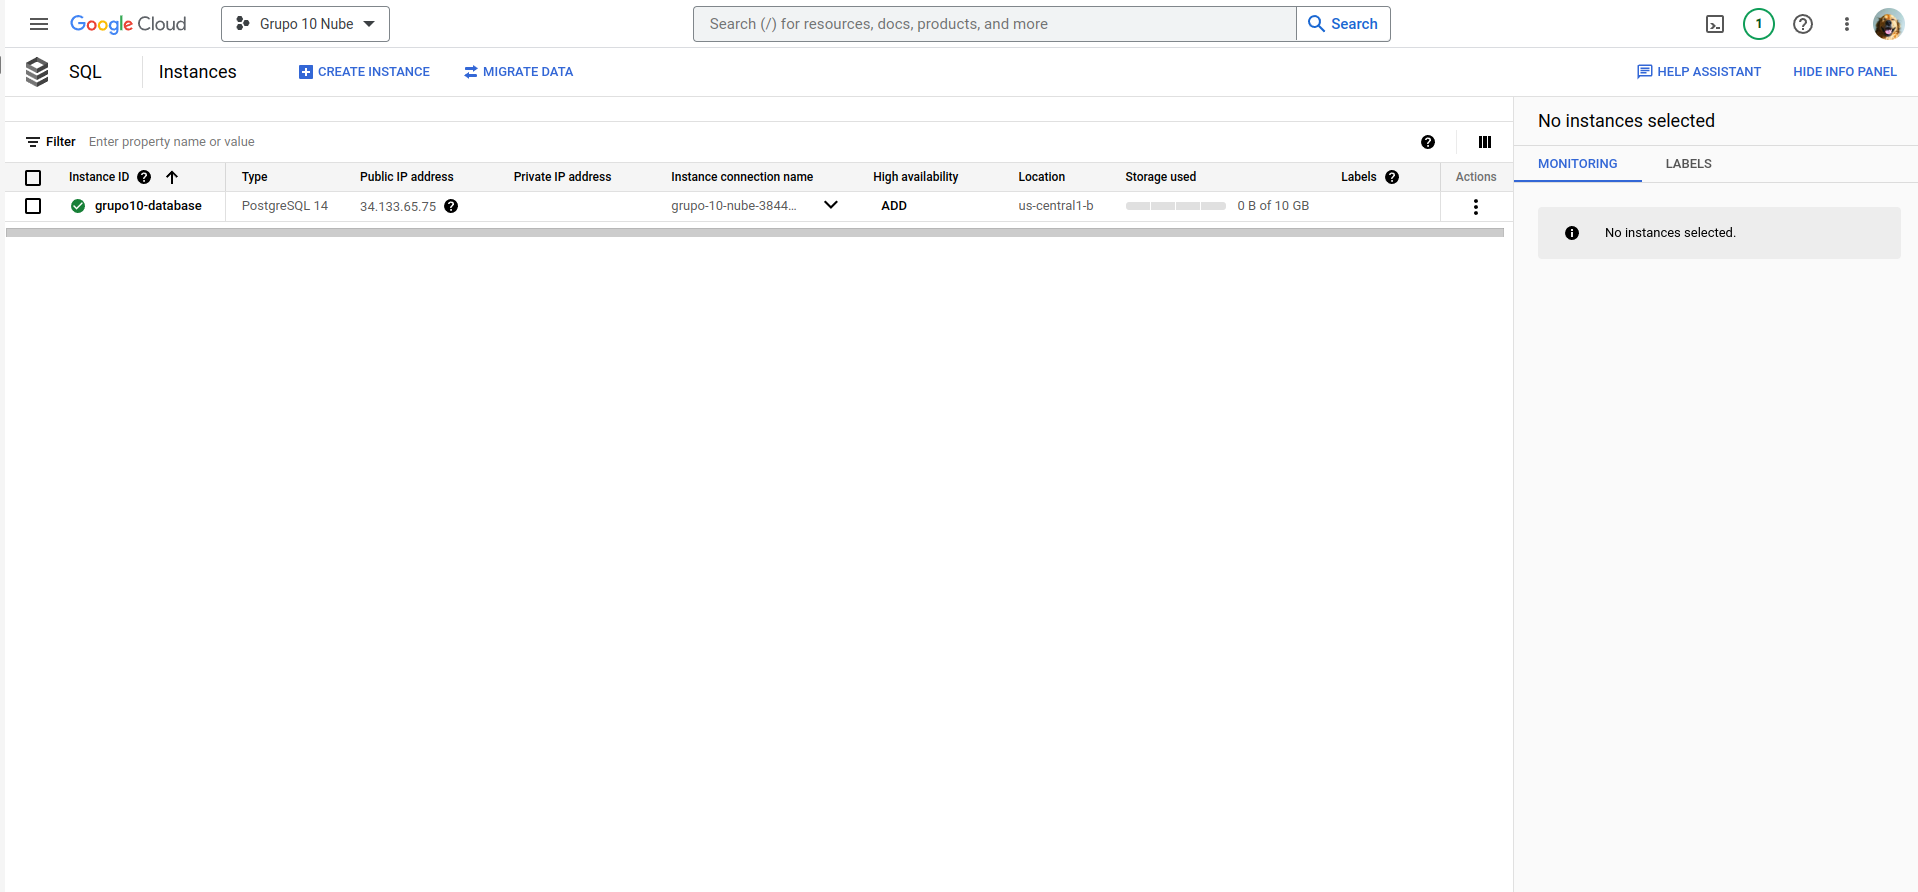 Google Cloud
Grupo 10 Nube
Search (/) for resources, docs, products, and more
Search
1
SQL
Instances
CREATE INSTANCE
MIGRATE DATA
HELP ASSISTANT
HIDE INFO PANEL
Filter
Enter property name or value
Instance ID
Type
Public IP address
Private IP address
Instance connection name
High availability
Location
Storage used
Labels
Actions
grupo10-database
PostgreSQL 14
34.133.65.75
grupo-10-nube-3844...
ADD
us-central1-b
0 B of 10 GB
No instances selected
MONITORING
LABELS
No instances selected.